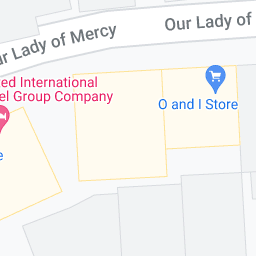 Our Lady of
ur Lady of Mercy
ted International
el Group Company
O and I Store
e